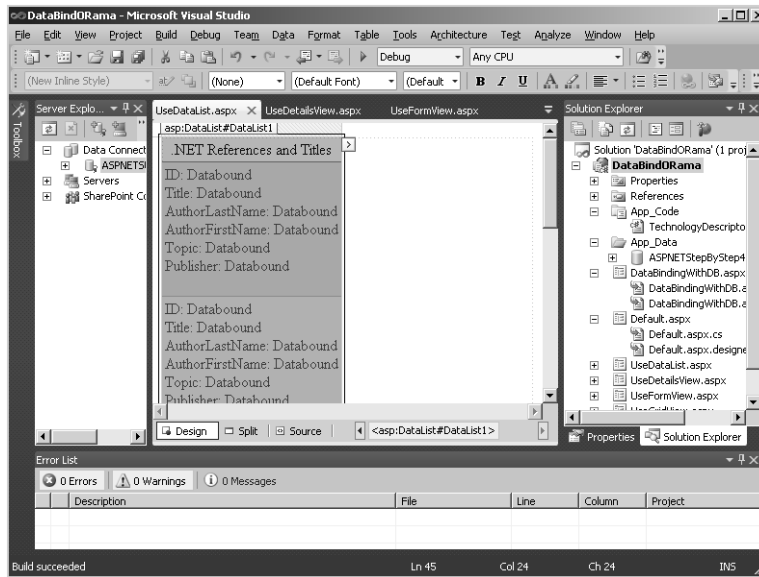 DataBindORama - Microsoft Visual Studio
File Edit View Project Build Debug Team Data Format Table Tools Architecture Test Analyze Window Help
Debug Any CPU
(New Inline Style) (None) (Default Font) (Default B I U A
Toolbox
Server Explo...
Data Connect
ASPNETS
Servers
SharePoint Co
UseDataList.aspx UseDetailsView.aspx UseFormView.aspx
asp:DataList#DataList1
.NET References and Titles
ID: Databound
Title: Databound
AuthorLastName: Databound
AuthorFirstName: Databound
Topic: Databound
Publisher: Databound
ID: Databound
Title: Databound
AuthorLastName: Databound
AuthorFirstName: Databound
Topic: Databound
Publisher: Databound
Design Split Source <asp:DataList#DataList1>
Solution Explorer
Solution 'DataBindORama' (1 proj
DataBindORama
Properties
References
App_Code
TechnologyDescripto
App_Data
ASPNETStepByStep4
DataBindingWithDB.aspx
DataBindingWithDB.a
DataBindingWithDB.a
Default.aspx
Default.aspx.cs
Default.aspx.designe
UseDataList.aspx
UseDetailsView.aspx
UseFormView.aspx
UseGridView.aspx
Properties Solution Explorer
Error List
0 Errors 0 Warnings 0 Messages
Description File Line Column Project
Build succeeded Ln 45 Col 24 Ch 24 INS